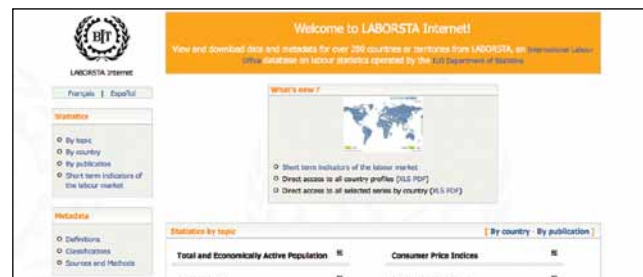 BIT
LABORSTA Internet
Français | Español
Statistics
By topic
By country
By publication
Short term indicators of
the labour market
Metadata
Definitions
Classifications
Sources and Methods
Welcome to LABORSTA Internet!
View and download data and metadata for over 200 countries or territories from LABORSTA, an International Labour
Office database on labour statistics operated by the ILO Department of Statistics
What's new ?
Short term indicators of the labour market
Direct access to all country profiles (XLS PDF)
Direct access to all selected series by country (XLS PDF)
Statistics by topic [ By country - By publication ]
Total and Economically Active Population Consumer Price Indices